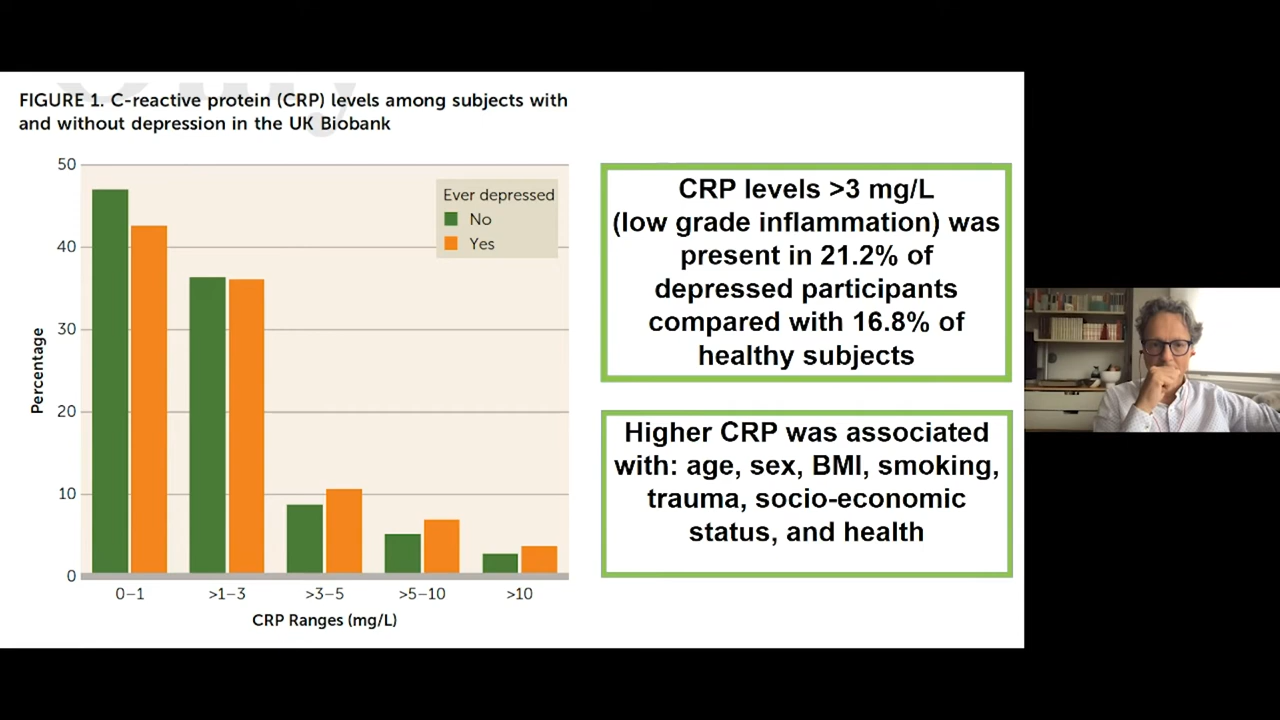 FIGURE 1. C-reactive protein (CRP) levels among subjects with
and without depression in the UK Biobank
Percentage
50
40
30
20
10
0
Ever depressed
No
Yes
0–1
>1–3
>3–5
>5–10
>10
CRP Ranges (mg/L)
CRP levels >3 mg/L
(low grade inflammation) was
present in 21.2% of
depressed participants
compared with 16.8% of
healthy subjects
Higher CRP was associated
with: age, sex, BMI, smoking,
trauma, socio-economic
status, and health